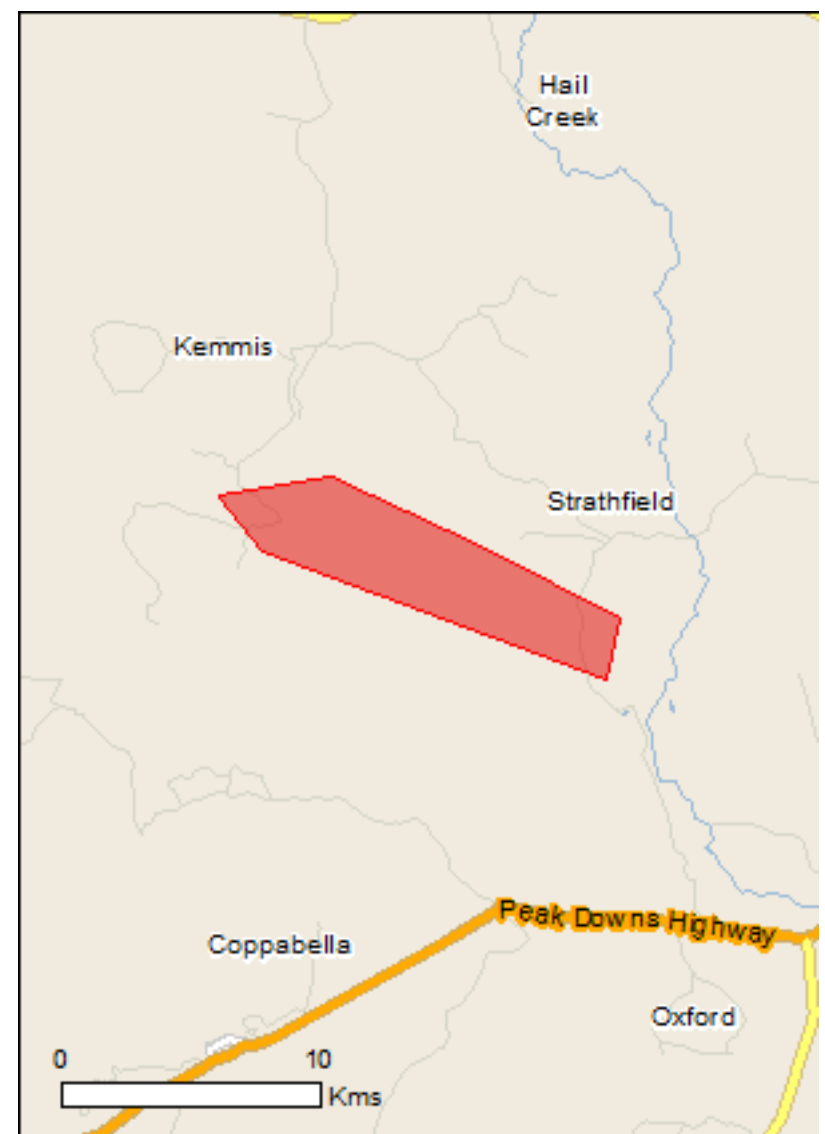 Hail
Creek
Kemmis
Strathfield
Peak Downs Highway
Coppabella
Oxford
0 10
Kms